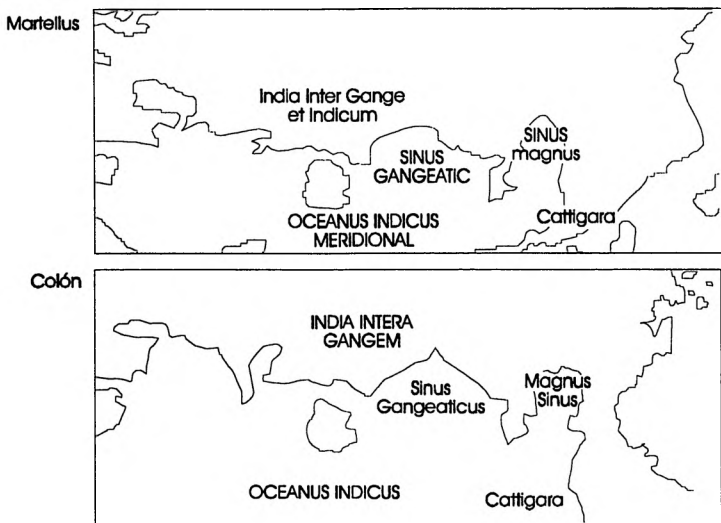 Martellus
India Inter Gange
et Indicum
SINUS
GANGEATIC
SINUS
magnus
OCEANUS INDICUS
MERIDIONAL
Cattigara
Colón
INDIA INTERA
GANGEM
Sinus
Gangeaticus
Magnus
Sinus
OCEANUS INDICUS
Cattigara